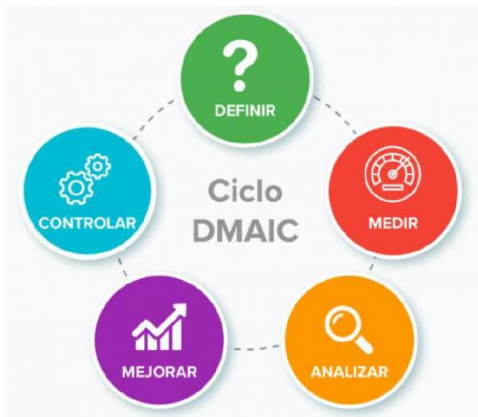 DEFINIR
Ciclo
DMAIC
CONTROLAR
MEDIR
MEJORAR
ANALIZAR